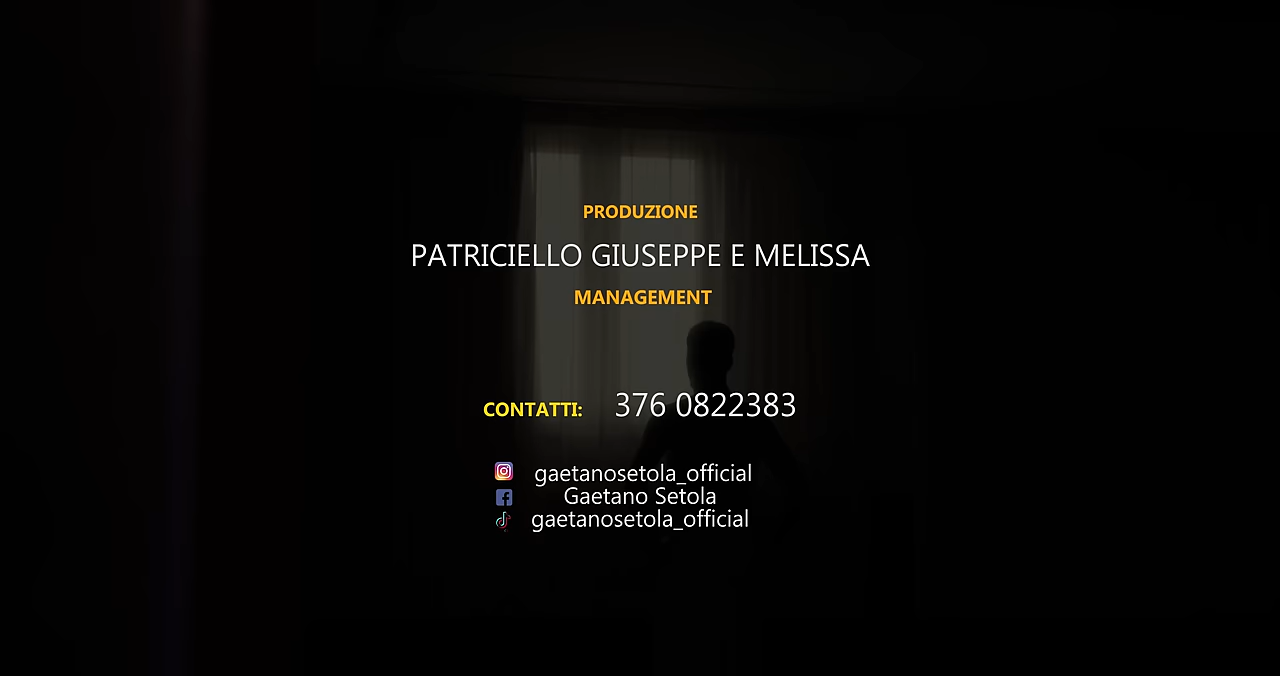 PRODUZIONE
PATRICIELLO GIUSEPPE E MELISSA
MANAGEMENT
CONTATTI: 376 0822383
gaetanosetola_official
Gaetano Setola
gaetanosetola_official